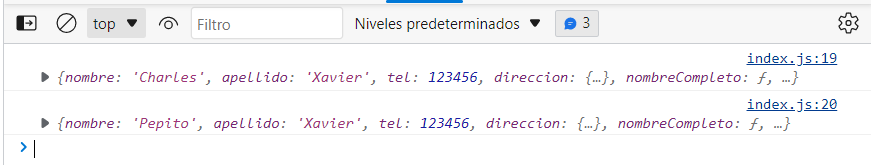 top Filtro Niveles predeterminados 3
index.js:19
{nombre: 'Charles', apellido: 'Xavier', tel: 123456, direccion: {…}, nombreCompleto: ƒ, …}
index.js:20
{nombre: 'Pepito', apellido: 'Xavier', tel: 123456, direccion: {…}, nombreCompleto: ƒ, …}